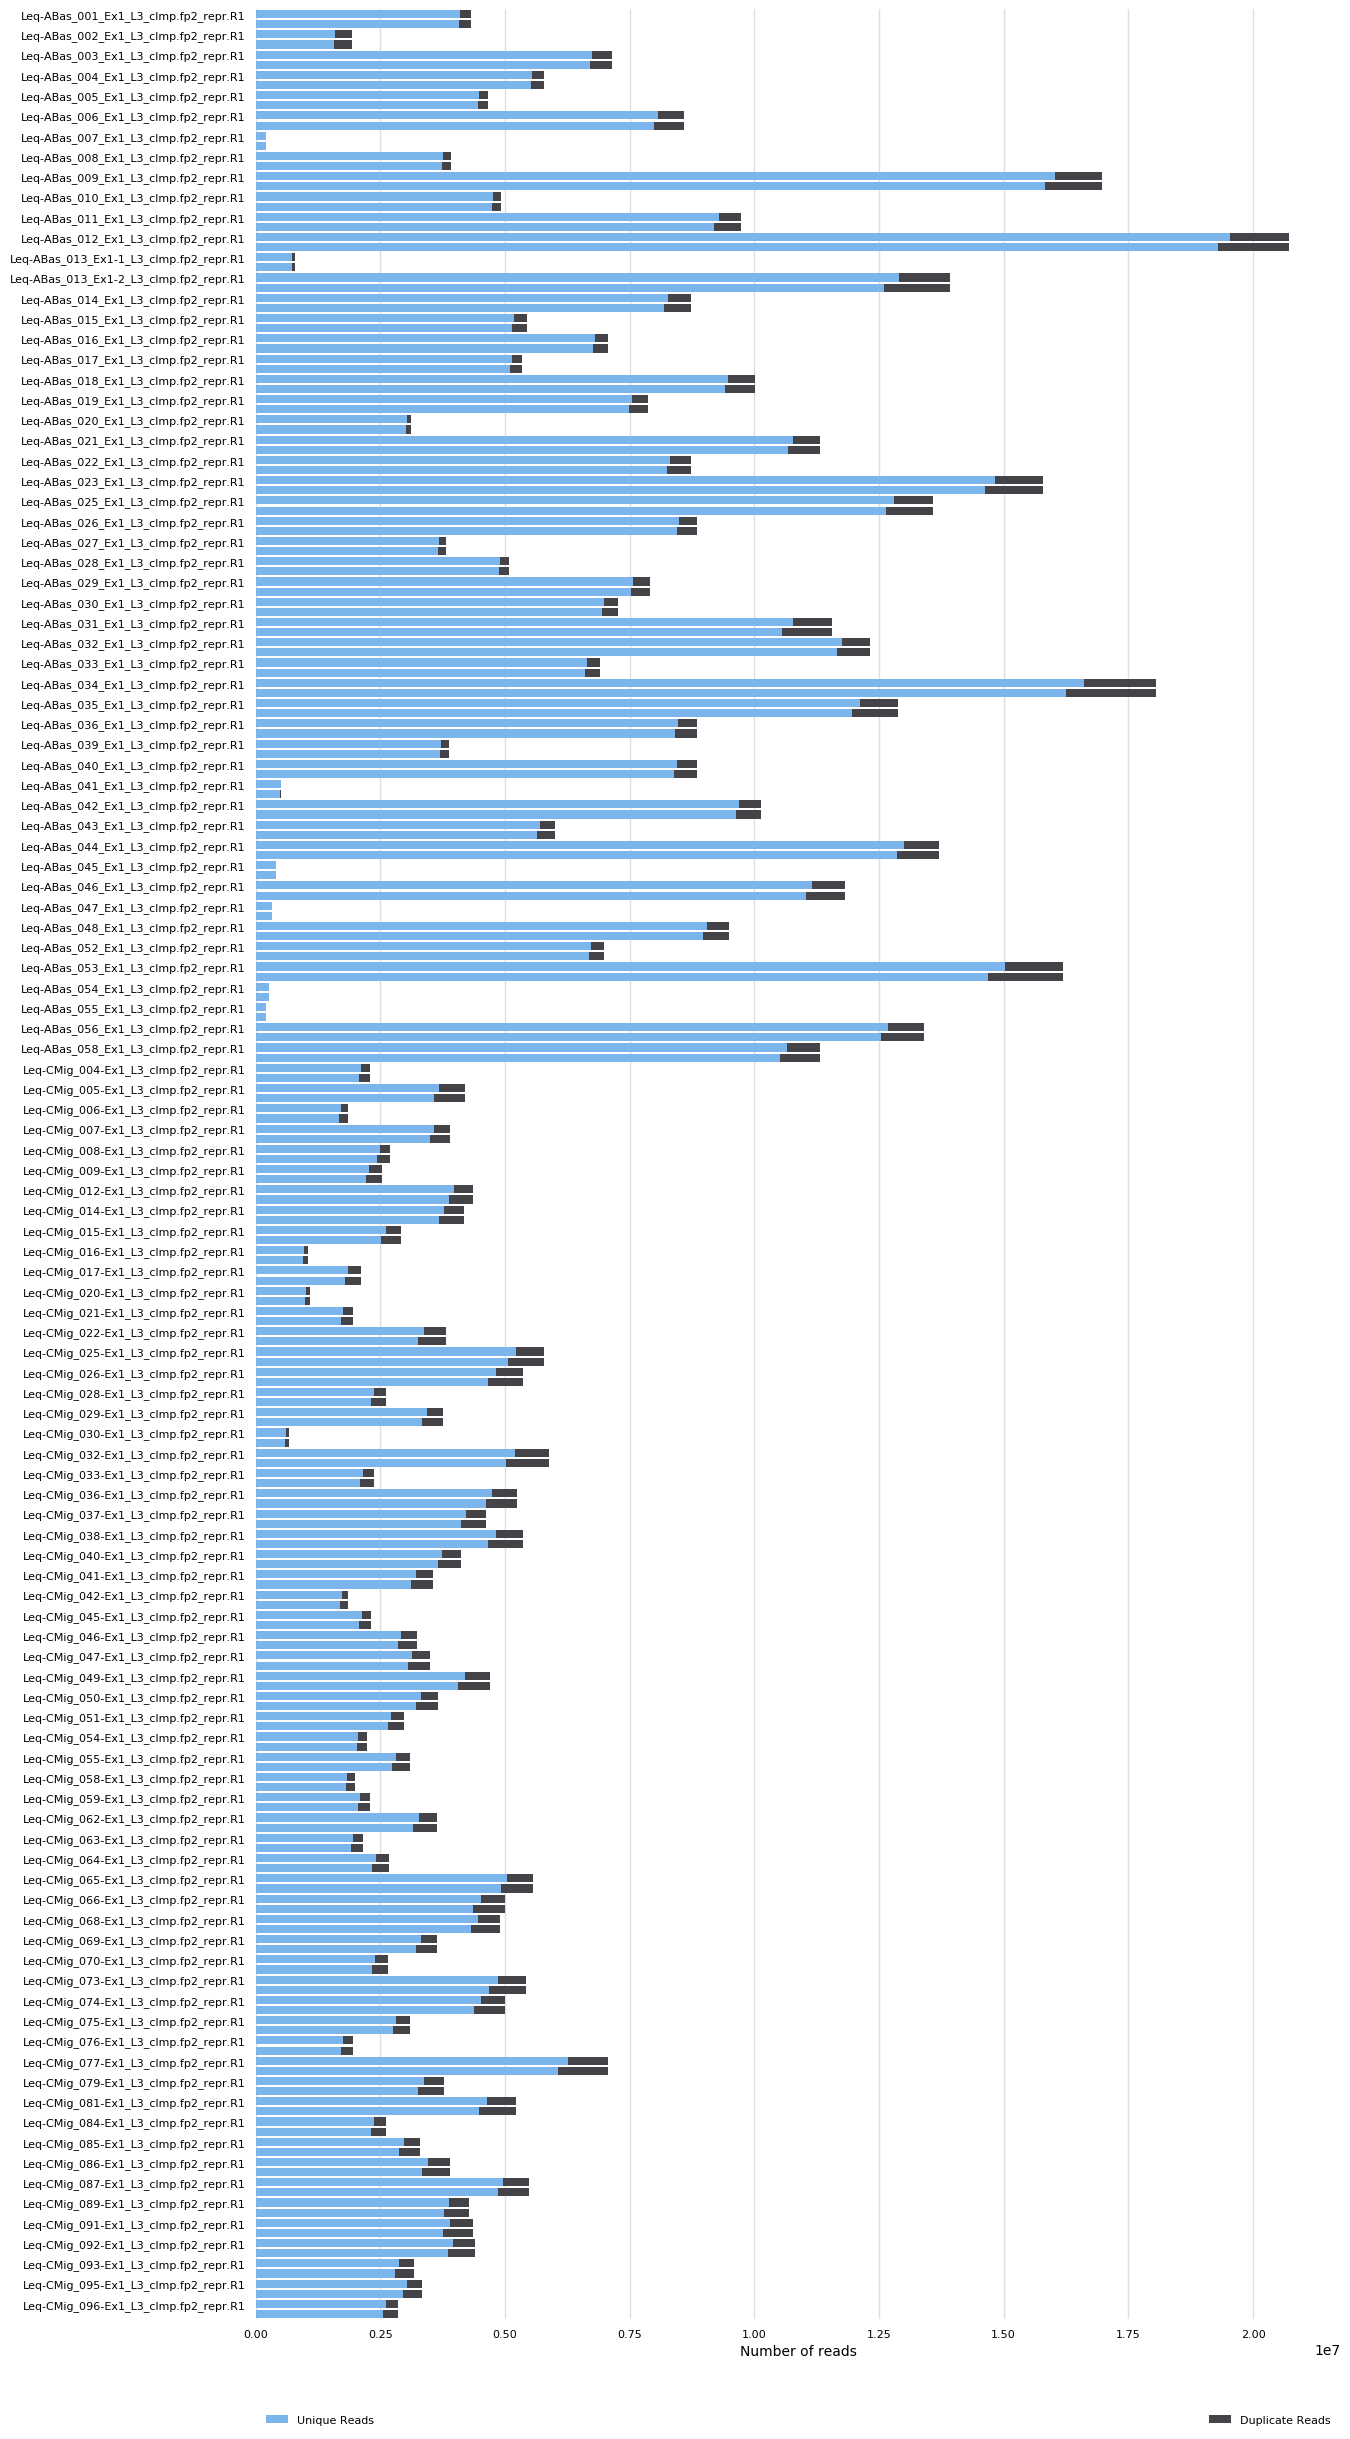 Leq-ABas_001_Ex1_L3_clmp.fp2_repr.R1
Leq-ABas_002_Ex1_L3_clmp.fp2_repr.R1
Leq-ABas_003_Ex1_L3_clmp.fp2_repr.R1
Leq-ABas_004_Ex1_L3_clmp.fp2_repr.R1
Leq-ABas_005_Ex1_L3_clmp.fp2_repr.R1
Leq-ABas_006_Ex1_L3_clmp.fp2_repr.R1
Leq-ABas_007_Ex1_L3_clmp.fp2_repr.R1
Leq-ABas_008_Ex1_L3_clmp.fp2_repr.R1
Leq-ABas_009_Ex1_L3_clmp.fp2_repr.R1
Leq-ABas_010_Ex1_L3_clmp.fp2_repr.R1
Leq-ABas_011_Ex1_L3_clmp.fp2_repr.R1
Leq-ABas_012_Ex1_L3_clmp.fp2_repr.R1
Leq-ABas_013_Ex1-1_L3_clmp.fp2_repr.R1
Leq-ABas_013_Ex1-2_L3_clmp.fp2_repr.R1
Leq-ABas_014_Ex1_L3_clmp.fp2_repr.R1
Leq-ABas_015_Ex1_L3_clmp.fp2_repr.R1
Leq-ABas_016_Ex1_L3_clmp.fp2_repr.R1
Leq-ABas_017_Ex1_L3_clmp.fp2_repr.R1
Leq-ABas_018_Ex1_L3_clmp.fp2_repr.R1
Leq-ABas_019_Ex1_L3_clmp.fp2_repr.R1
Leq-ABas_020_Ex1_L3_clmp.fp2_repr.R1
Leq-ABas_021_Ex1_L3_clmp.fp2_repr.R1
Leq-ABas_022_Ex1_L3_clmp.fp2_repr.R1
Leq-ABas_023_Ex1_L3_clmp.fp2_repr.R1
Leq-ABas_025_Ex1_L3_clmp.fp2_repr.R1
Leq-ABas_026_Ex1_L3_clmp.fp2_repr.R1
Leq-ABas_027_Ex1_L3_clmp.fp2_repr.R1
Leq-ABas_028_Ex1_L3_clmp.fp2_repr.R1
Leq-ABas_029_Ex1_L3_clmp.fp2_repr.R1
Leq-ABas_030_Ex1_L3_clmp.fp2_repr.R1
Leq-ABas_031_Ex1_L3_clmp.fp2_repr.R1
Leq-ABas_032_Ex1_L3_clmp.fp2_repr.R1
Leq-ABas_033_Ex1_L3_clmp.fp2_repr.R1
Leq-ABas_034_Ex1_L3_clmp.fp2_repr.R1
Leq-ABas_035_Ex1_L3_clmp.fp2_repr.R1
Leq-ABas_036_Ex1_L3_clmp.fp2_repr.R1
Leq-ABas_039_Ex1_L3_clmp.fp2_repr.R1
Leq-ABas_040_Ex1_L3_clmp.fp2_repr.R1
Leq-ABas_041_Ex1_L3_clmp.fp2_repr.R1
Leq-ABas_042_Ex1_L3_clmp.fp2_repr.R1
Leq-ABas_043_Ex1_L3_clmp.fp2_repr.R1
Leq-ABas_044_Ex1_L3_clmp.fp2_repr.R1
Leq-ABas_045_Ex1_L3_clmp.fp2_repr.R1
Leq-ABas_046_Ex1_L3_clmp.fp2_repr.R1
Leq-ABas_047_Ex1_L3_clmp.fp2_repr.R1
Leq-ABas_048_Ex1_L3_clmp.fp2_repr.R1
Leq-ABas_052_Ex1_L3_clmp.fp2_repr.R1
Leq-ABas_053_Ex1_L3_clmp.fp2_repr.R1
Leq-ABas_054_Ex1_L3_clmp.fp2_repr.R1
Leq-ABas_055_Ex1_L3_clmp.fp2_repr.R1
Leq-ABas_056_Ex1_L3_clmp.fp2_repr.R1
Leq-ABas_058_Ex1_L3_clmp.fp2_repr.R1
Leq-CMig_004-Ex1_L3_clmp.fp2_repr.R1
Leq-CMig_005-Ex1_L3_clmp.fp2_repr.R1
Leq-CMig_006-Ex1_L3_clmp.fp2_repr.R1
Leq-CMig_007-Ex1_L3_clmp.fp2_repr.R1
Leq-CMig_008-Ex1_L3_clmp.fp2_repr.R1
Leq-CMig_009-Ex1_L3_clmp.fp2_repr.R1
Leq-CMig_012-Ex1_L3_clmp.fp2_repr.R1
Leq-CMig_014-Ex1_L3_clmp.fp2_repr.R1
Leq-CMig_015-Ex1_L3_clmp.fp2_repr.R1
Leq-CMig_016-Ex1_L3_clmp.fp2_repr.R1
Leq-CMig_017-Ex1_L3_clmp.fp2_repr.R1
Leq-CMig_020-Ex1_L3_clmp.fp2_repr.R1
Leq-CMig_021-Ex1_L3_clmp.fp2_repr.R1
Leq-CMig_022-Ex1_L3_clmp.fp2_repr.R1
Leq-CMig_025-Ex1_L3_clmp.fp2_repr.R1
Leq-CMig_026-Ex1_L3_clmp.fp2_repr.R1
Leq-CMig_028-Ex1_L3_clmp.fp2_repr.R1
Leq-CMig_029-Ex1_L3_clmp.fp2_repr.R1
Leq-CMig_030-Ex1_L3_clmp.fp2_repr.R1
Leq-CMig_032-Ex1_L3_clmp.fp2_repr.R1
Leq-CMig_033-Ex1_L3_clmp.fp2_repr.R1
Leq-CMig_036-Ex1_L3_clmp.fp2_repr.R1
Leq-CMig_037-Ex1_L3_clmp.fp2_repr.R1
Leq-CMig_038-Ex1_L3_clmp.fp2_repr.R1
Leq-CMig_040-Ex1_L3_clmp.fp2_repr.R1
Leq-CMig_041-Ex1_L3_clmp.fp2_repr.R1
Leq-CMig_042-Ex1_L3_clmp.fp2_repr.R1
Leq-CMig_045-Ex1_L3_clmp.fp2_repr.R1
Leq-CMig_046-Ex1_L3_clmp.fp2_repr.R1
Leq-CMig_047-Ex1_L3_clmp.fp2_repr.R1
Leq-CMig_049-Ex1_L3_clmp.fp2_repr.R1
Leq-CMig_050-Ex1_L3_clmp.fp2_repr.R1
Leq-CMig_051-Ex1_L3_clmp.fp2_repr.R1
Leq-CMig_054-Ex1_L3_clmp.fp2_repr.R1
Leq-CMig_055-Ex1_L3_clmp.fp2_repr.R1
Leq-CMig_058-Ex1_L3_clmp.fp2_repr.R1
Leq-CMig_059-Ex1_L3_clmp.fp2_repr.R1
Leq-CMig_062-Ex1_L3_clmp.fp2_repr.R1
Leq-CMig_063-Ex1_L3_clmp.fp2_repr.R1
Leq-CMig_064-Ex1_L3_clmp.fp2_repr.R1
Leq-CMig_065-Ex1_L3_clmp.fp2_repr.R1
Leq-CMig_066-Ex1_L3_clmp.fp2_repr.R1
Leq-CMig_068-Ex1_L3_clmp.fp2_repr.R1
Leq-CMig_069-Ex1_L3_clmp.fp2_repr.R1
Leq-CMig_070-Ex1_L3_clmp.fp2_repr.R1
Leq-CMig_073-Ex1_L3_clmp.fp2_repr.R1
Leq-CMig_074-Ex1_L3_clmp.fp2_repr.R1
Leq-CMig_075-Ex1_L3_clmp.fp2_repr.R1
Leq-CMig_076-Ex1_L3_clmp.fp2_repr.R1
Leq-CMig_077-Ex1_L3_clmp.fp2_repr.R1
Leq-CMig_079-Ex1_L3_clmp.fp2_repr.R1
Leq-CMig_081-Ex1_L3_clmp.fp2_repr.R1
Leq-CMig_084-Ex1_L3_clmp.fp2_repr.R1
Leq-CMig_085-Ex1_L3_clmp.fp2_repr.R1
Leq-CMig_086-Ex1_L3_clmp.fp2_repr.R1
Leq-CMig_087-Ex1_L3_clmp.fp2_repr.R1
Leq-CMig_089-Ex1_L3_clmp.fp2_repr.R1
Leq-CMig_091-Ex1_L3_clmp.fp2_repr.R1
Leq-CMig_092-Ex1_L3_clmp.fp2_repr.R1
Leq-CMig_093-Ex1_L3_clmp.fp2_repr.R1
Leq-CMig_095-Ex1_L3_clmp.fp2_repr.R1
Leq-CMig_096-Ex1_L3_clmp.fp2_repr.R1
0.00 0.25 0.50 0.75 1.00 1.25 1.50 1.75 2.00
Number of reads 1e7
Unique Reads Duplicate Reads